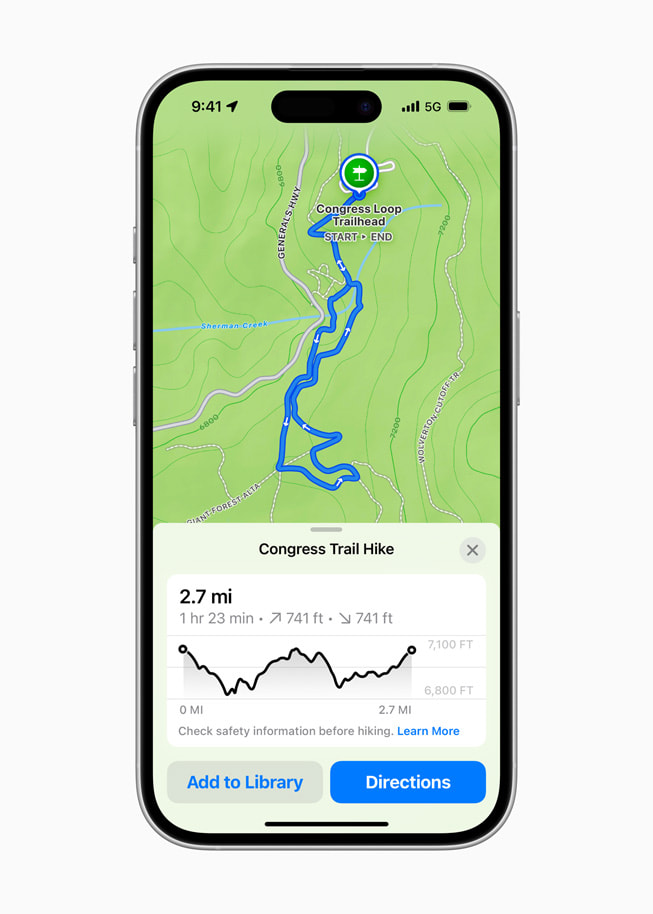 9:41
5G
6800
GENERALS HWY
Congress Loop
Trailhead
START • END
7200
Sherman Creek
6800
7200
WOLVERTON CUTOFF TR
GIANT FOREST ALTA
Congress Trail Hike
2.7 mi
1 hr 23 min • ↗ 741 ft • ↘ 741 ft
7,100 FT
6,800 FT
0 MI
2.7 MI
Check safety information before hiking. Learn More
Add to Library
Directions